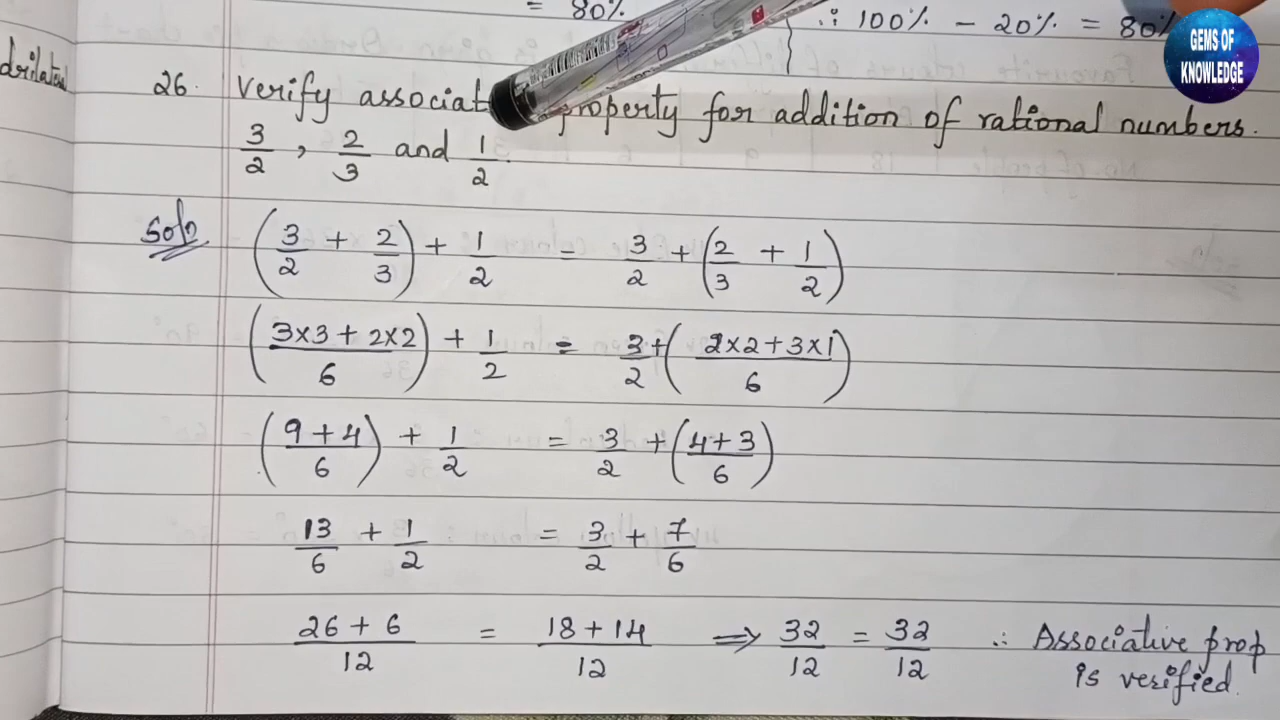 = 80%
∴ 100% - 20% = 80%
GEMS OF
KNOWLEDGE
26. Verify property for addition of rational numbers.
3/2, 2/3 and 1/2.
Soln
(3/2 + 2/3) + 1/2 = 3/2 + (2/3 + 1/2)
((3×3 + 2×2)/6) + 1/2 = 3/2 + ((2×2 + 3×1)/6)
((9 + 4)/6) + 1/2 = 3/2 + ((4 + 3)/6)
13/6 + 1/2 = 3/2 + 7/6
(26 + 6)/12 = (18 + 14)/12 ⟹ 32/12 = 32/12 ∴ Associative prop
is verified.